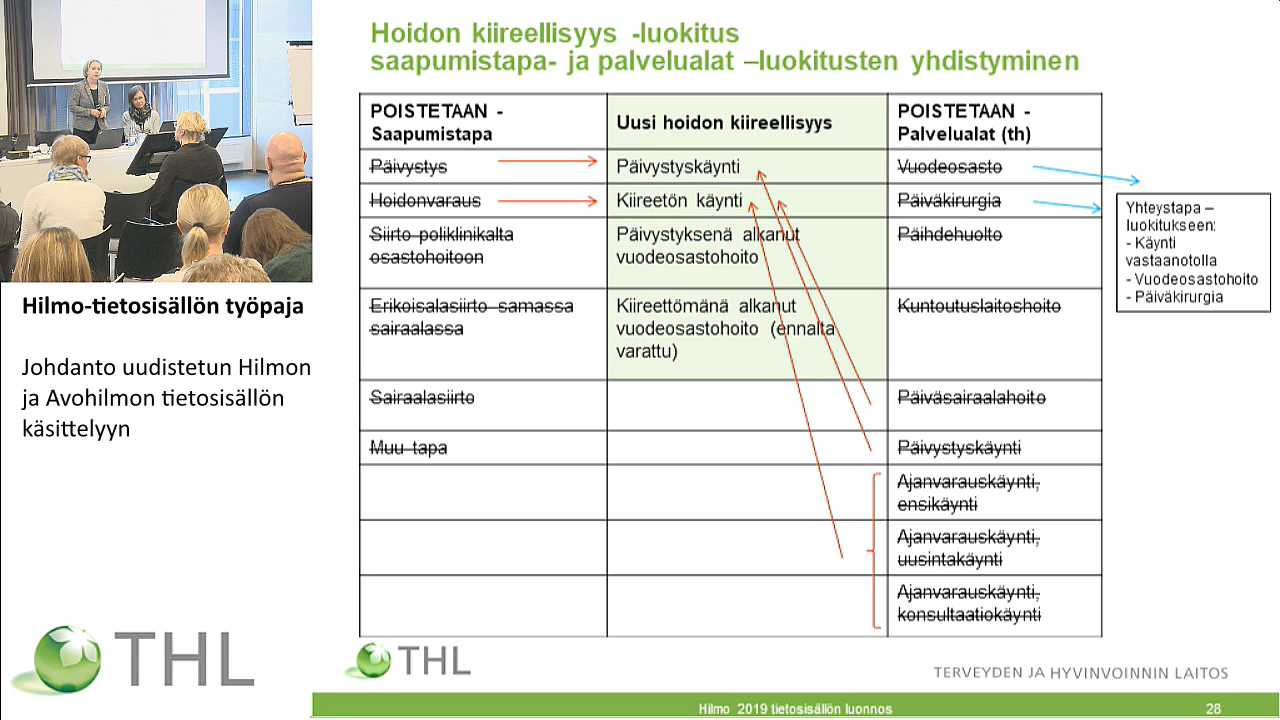 Hoidon kiireellisyys -luokitus
saapumistapa- ja palvelualat –luokitusten yhdistyminen
POISTETAAN -
Saapumistapa
Uusi hoidon kiireellisyys
POISTETAAN -
Palvelualat (th)
Päivystys
Päivystyskäynti
Vuodeosasto
Hoidonvaraus
Kiireetön käynti
Päiväkirurgia
Siirto poliklinikalta
osastohoitoon
Päivystyksenä alkanut
vuodeosastohoito
Päihdehuolto
Erikoisalasiirto samassa
sairaalassa
Kiireettömänä alkanut
vuodeosastohoito (ennalta
varattu)
Kuntoutuslaitoshoito
Sairaalasiirto
Päiväsairaalahoito
Muu tapa
Päivystyskäynti
Ajanvarauskäynti,
ensikäynti
Ajanvarauskäynti,
uusintakäynti
Ajanvarauskäynti,
konsultaatiokäynti
Yhteystapa –
luokitukseen:
- Käynti
vastaanotolla
- Vuodeosastohoito
- Päiväkirurgia
Hilmo-tietosisällön työpaja
Johdanto uudistetun Hilmon
ja Avohilmon tietosisällön
käsittelyyn
THL
THL
TERVEYDEN JA HYVINVOINNIN LAITOS
Hilmo 2019 tietosisällön luonnos
28